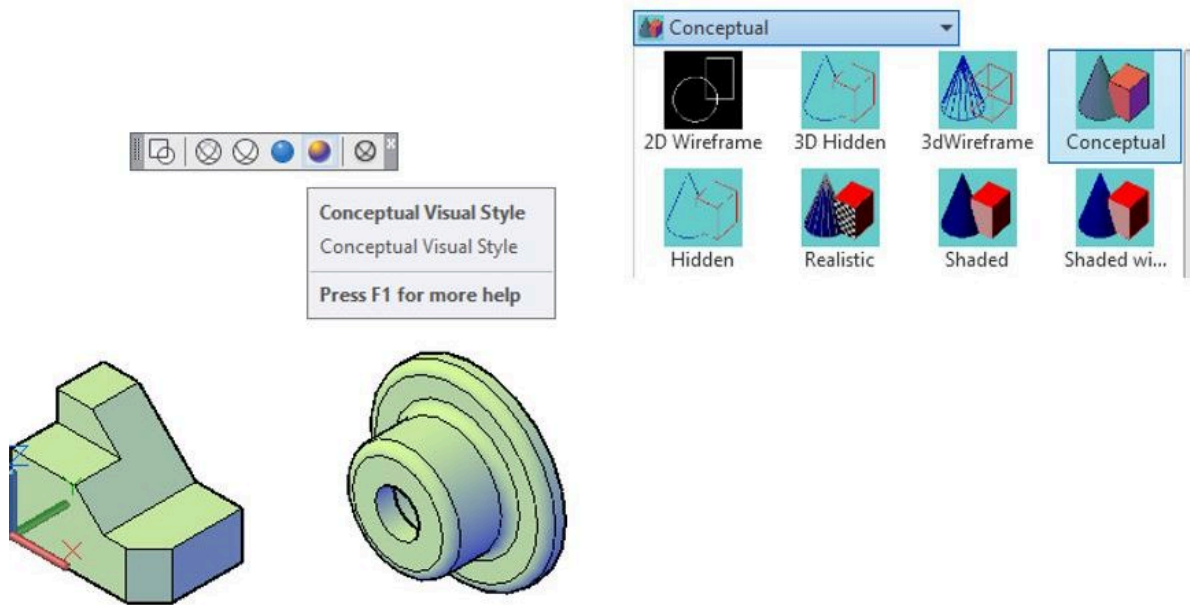 Conceptual
2D Wireframe
3D Hidden
3dWireframe
Conceptual
Hidden
Realistic
Shaded
Shaded wi...
Conceptual Visual Style
Conceptual Visual Style
Press F1 for more help
Z
Y
X